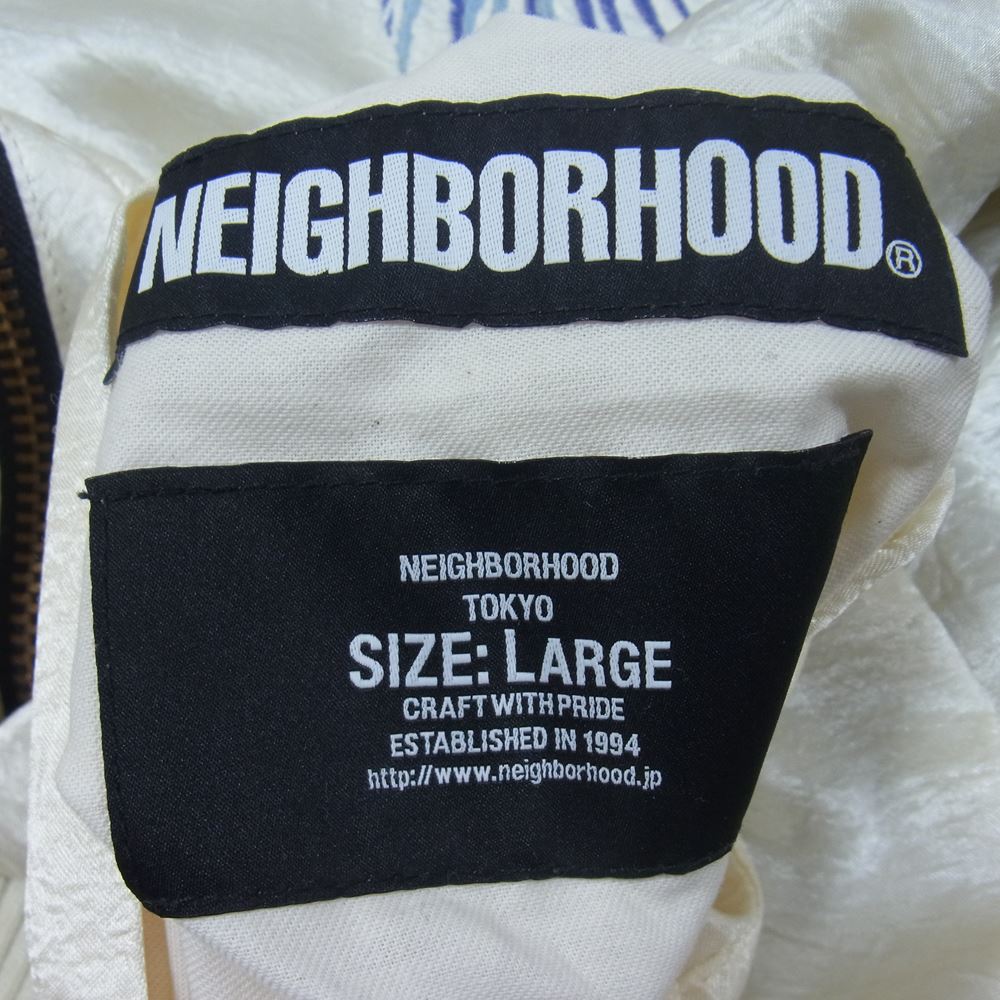 NEIGHBORHOOD®
NEIGHBORHOOD
TOKYO
SIZE: LARGE
CRAFT WITH PRIDE
ESTABLISHED IN 1994
http://www.neighborhood.jp